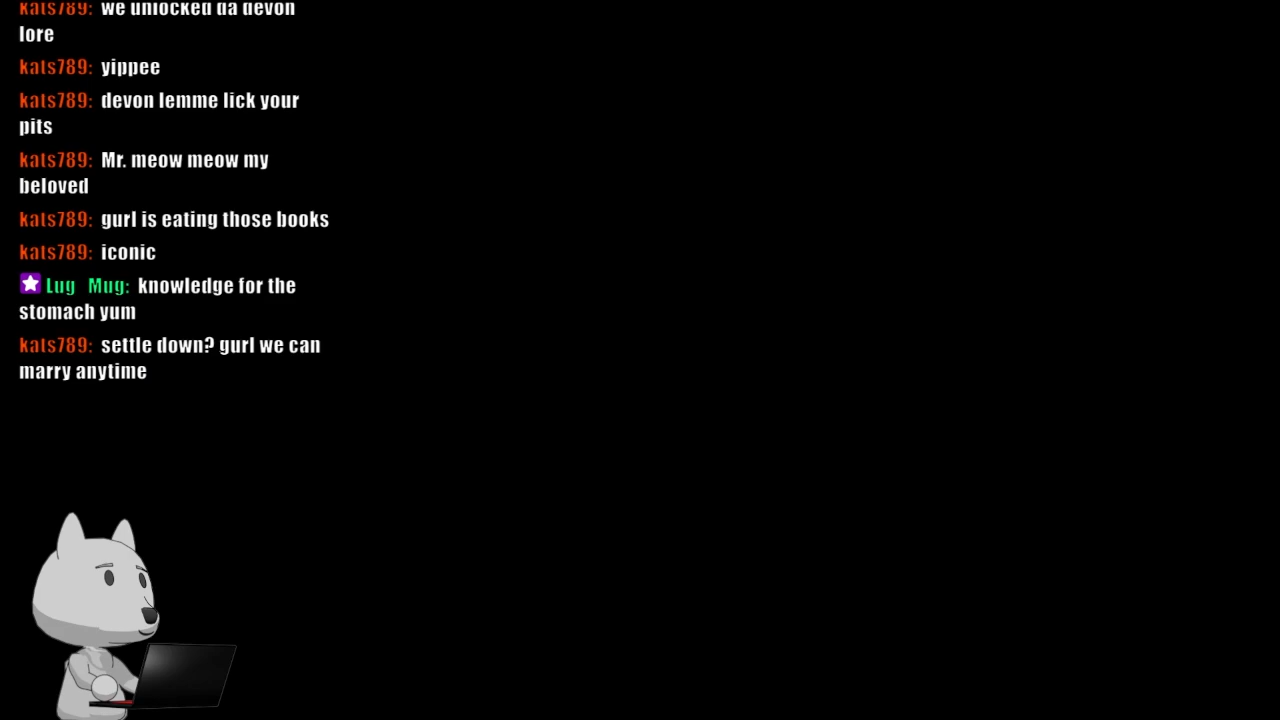 kats789: we unlocked da devon
lore
kats789: yippee
kats789: devon lemme lick your
pits
kats789: Mr. meow meow my
beloved
kats789: gurl is eating those books
kats789: iconic
Lug_Mug: knowledge for the
stomach yum
kats789: settle down? gurl we can
marry anytime